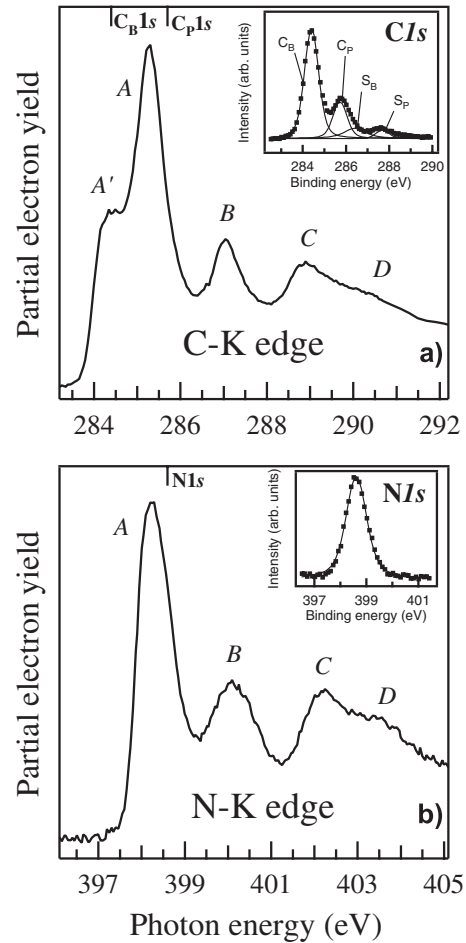 C_B1s C_P1s
A
A'
B
C
D
C1s
C_B
C_P
S_B
S_P
Intensity (arb. units)
284 286 288 290
Binding energy (eV)
Partial electron yield
C-K edge
a)
284 286 288 290 292
N1s
A
B
C
D
N1s
Intensity (arb. units)
397 399 401
Binding energy (eV)
Partial electron yield
N-K edge
b)
397 399 401 403 405
Photon energy (eV)